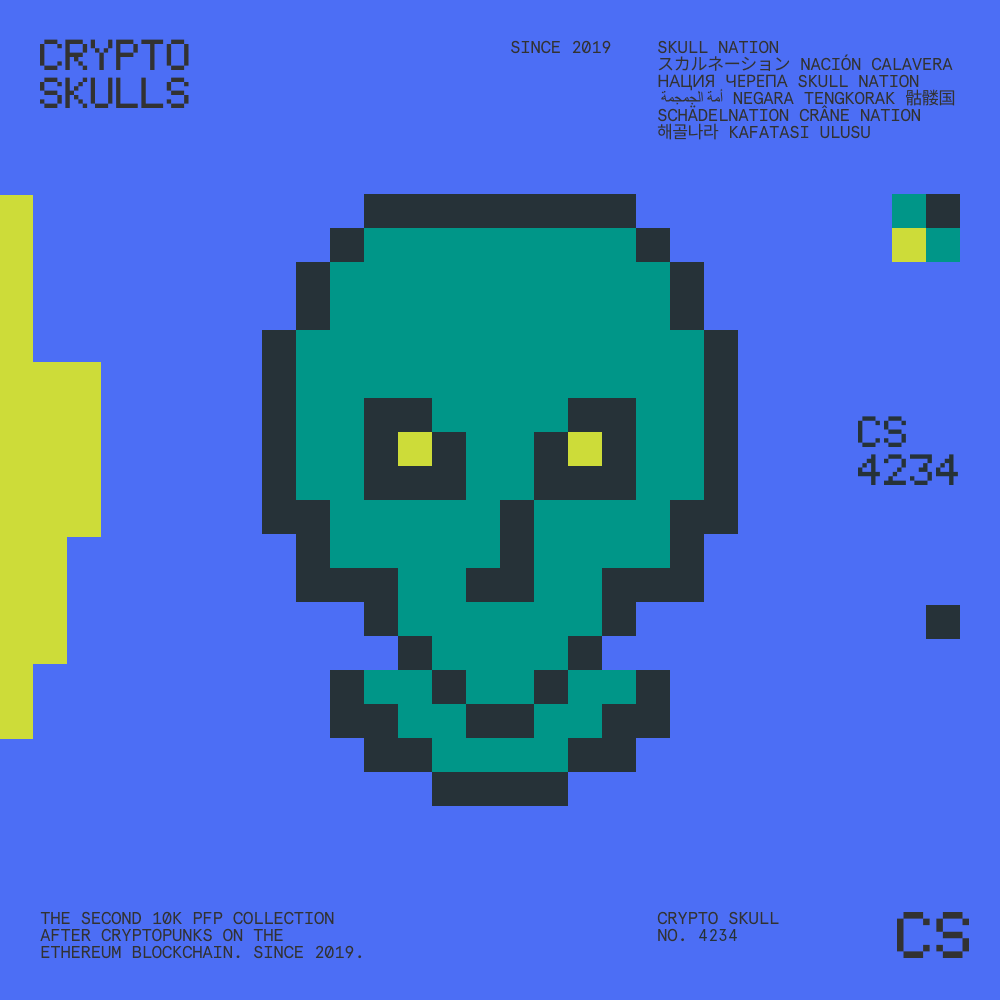 CRYPTO
SKULLS
SINCE 2019
SKULL NATION
スカルネーション NACIÓN CALAVERA
НАЦИЯ ЧЕРЕПА SKULL NATION
أمة الجمجمة NEGARA TENGKORAK 骷髅国
SCHÄDELNATION CRÂNE NATION
해골나라 KAFATASI ULUSU
CS
4234
THE SECOND 10K PFP COLLECTION
AFTER CRYPTOPUNKS ON THE
ETHEREUM BLOCKCHAIN. SINCE 2019.
CRYPTO SKULL
NO. 4234
CS